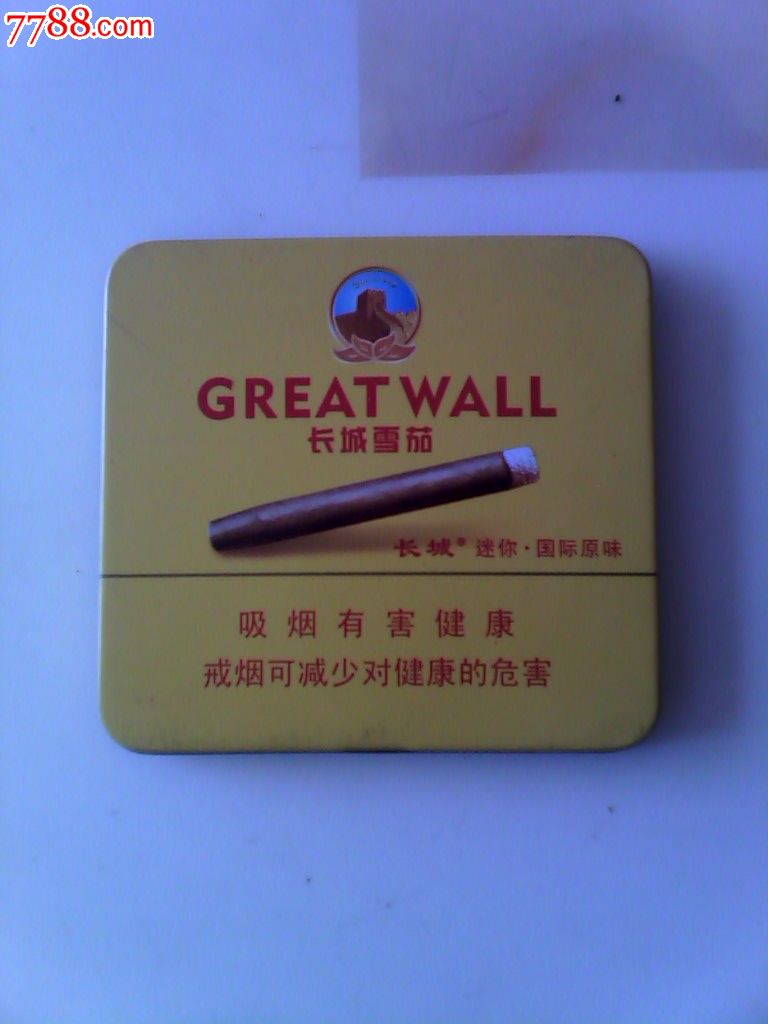 7788.com
GREAT WALL
长城雪茄
长城® 迷你·国际原味
吸烟有害健康
戒烟可减少对健康的危害